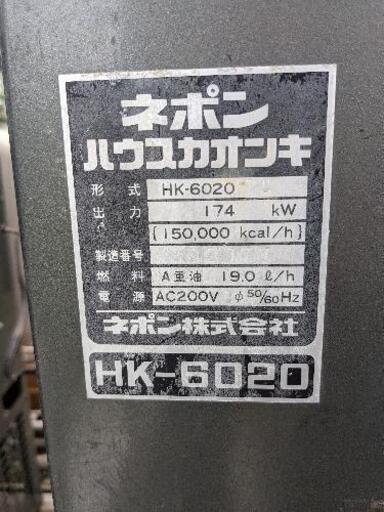 ネポン
ハウスカオンキ
形式 HK-6020
出力 174 kW
(150,000 kcal/h)
製造番号
燃料 A重油 19.0 ℓ/h
電源 AC200V φ 50/60Hz
ネポン株式会社
HK-6020